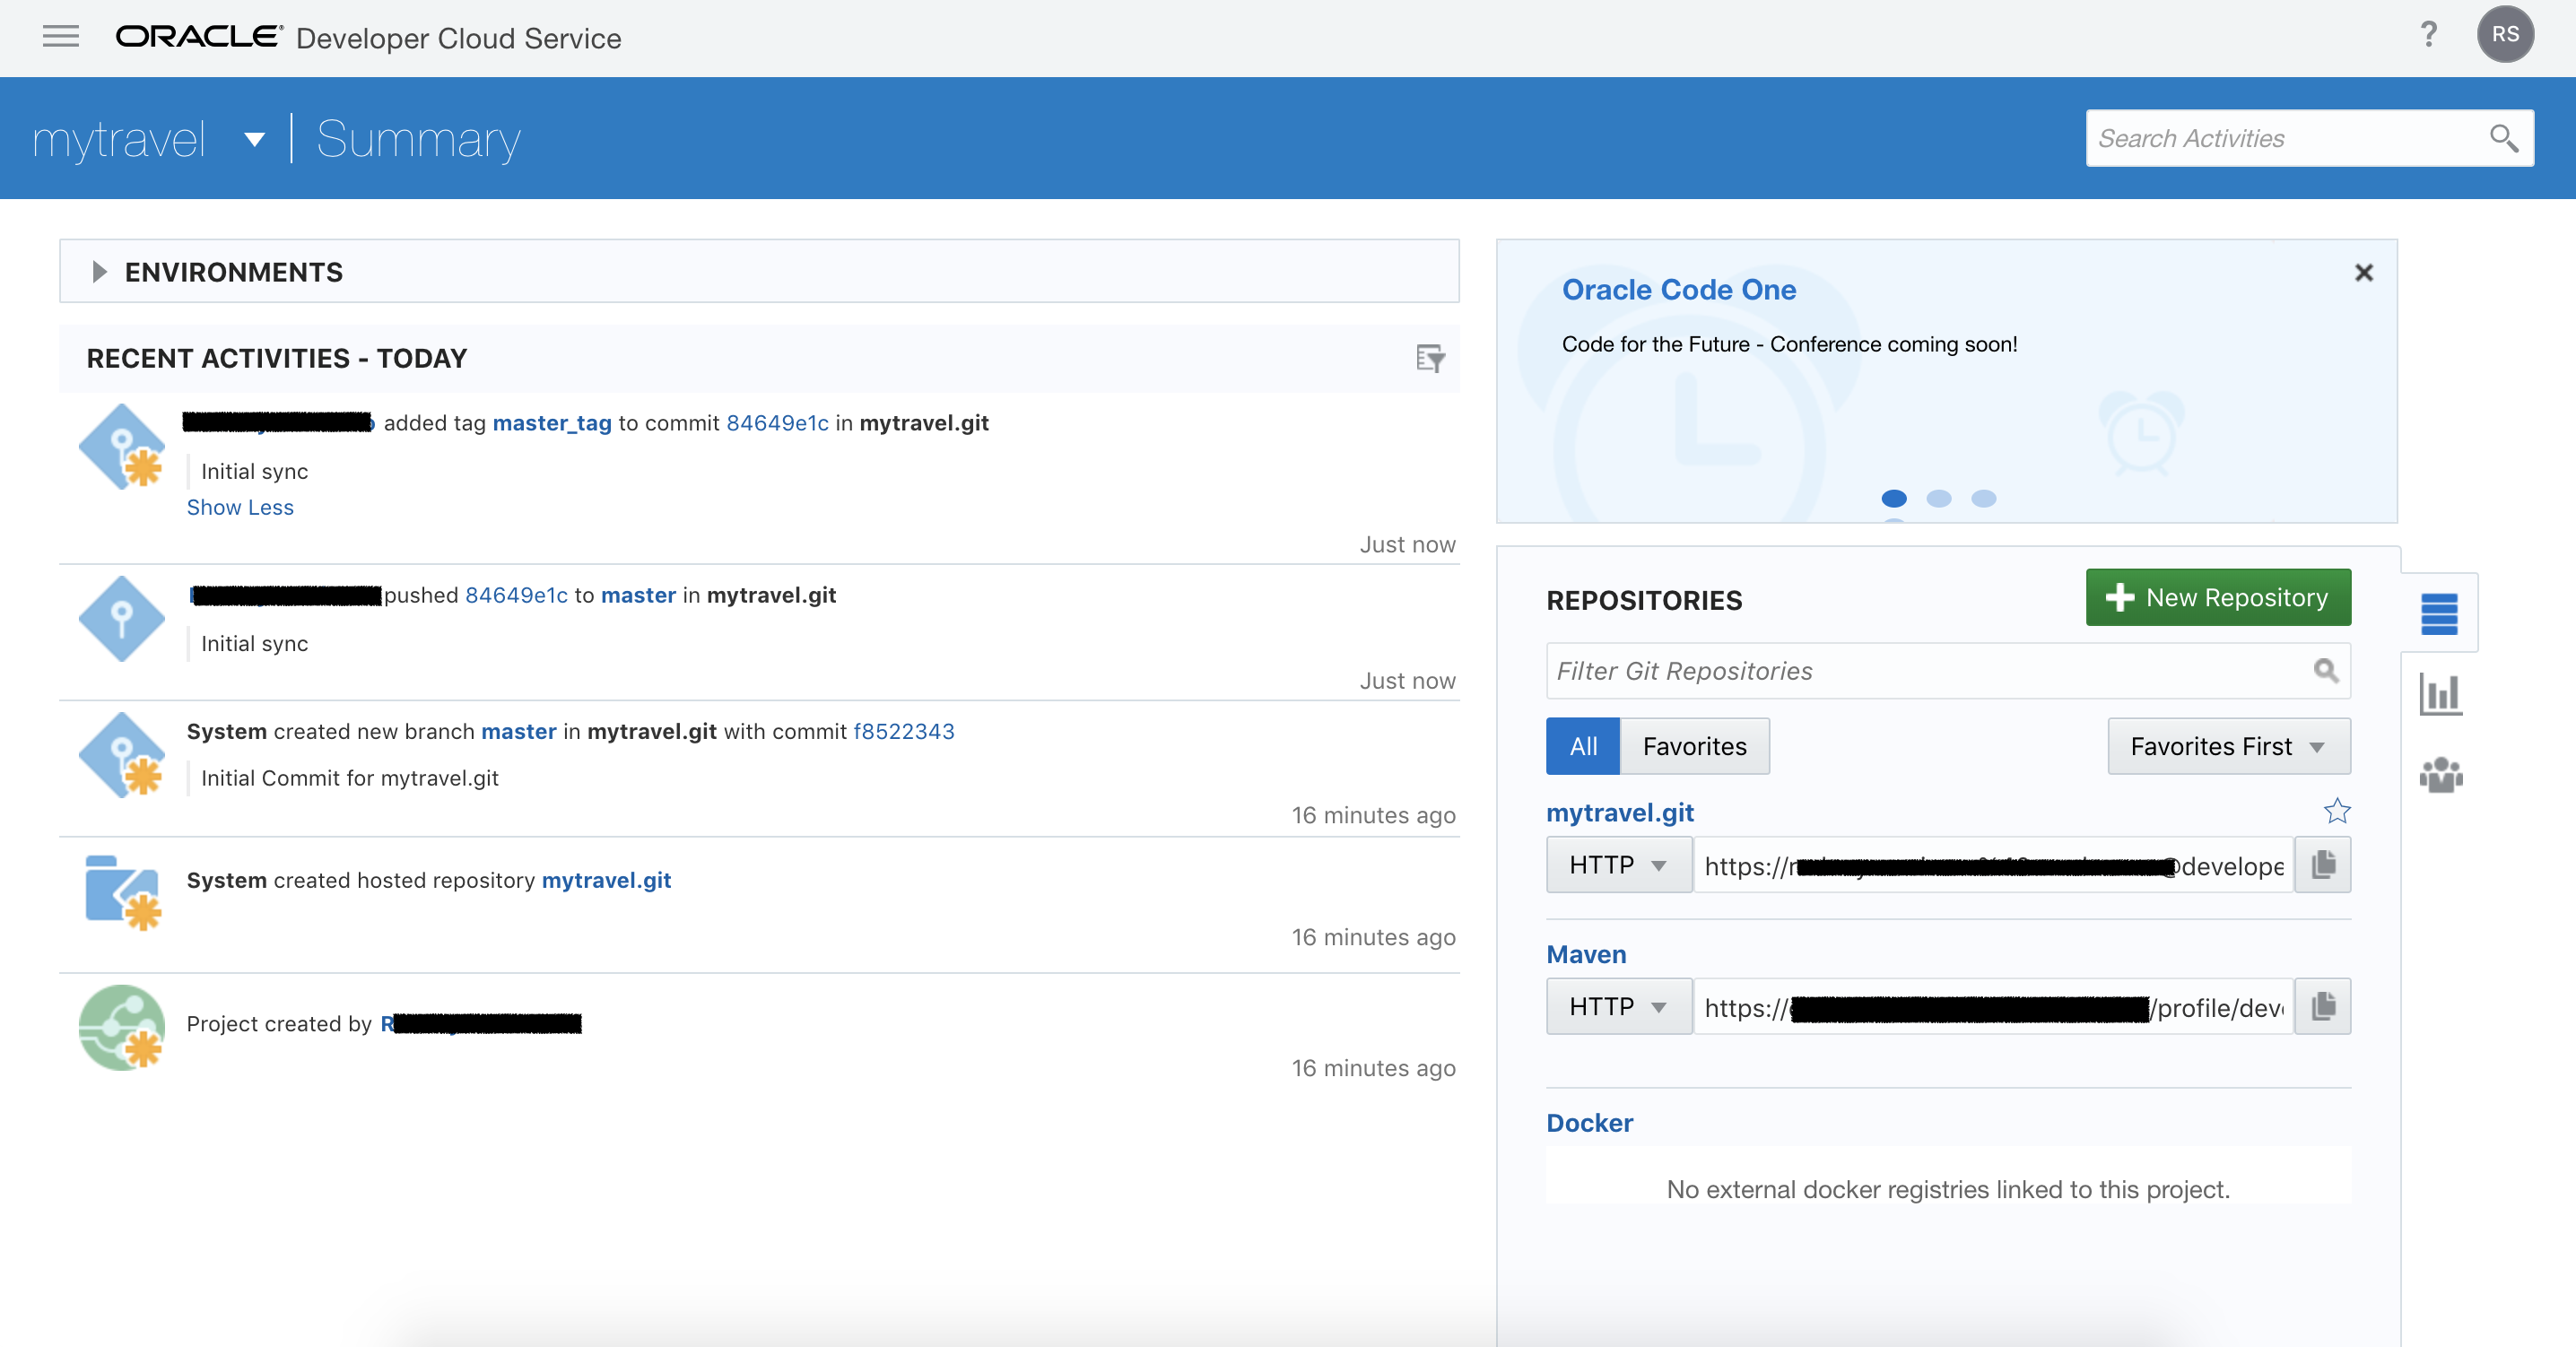 ORACLE Developer Cloud Service
? RS
mytravel Summary
Search Activities
ENVIRONMENTS
RECENT ACTIVITIES - TODAY
added tag master_tag to commit 84649e1c in mytravel.git
Initial sync
Show Less
Just now
pushed 84649e1c to master in mytravel.git
Initial sync
Just now
System created new branch master in mytravel.git with commit f8522343
Initial Commit for mytravel.git
16 minutes ago
System created hosted repository mytravel.git
16 minutes ago
Project created by
16 minutes ago
Oracle Code One
Code for the Future - Conference coming soon!
REPOSITORIES
New Repository
Filter Git Repositories
All Favorites Favorites First
mytravel.git
HTTP https:// @develope
Maven
HTTP https:// /profile/dev
Docker
No external docker registries linked to this project.